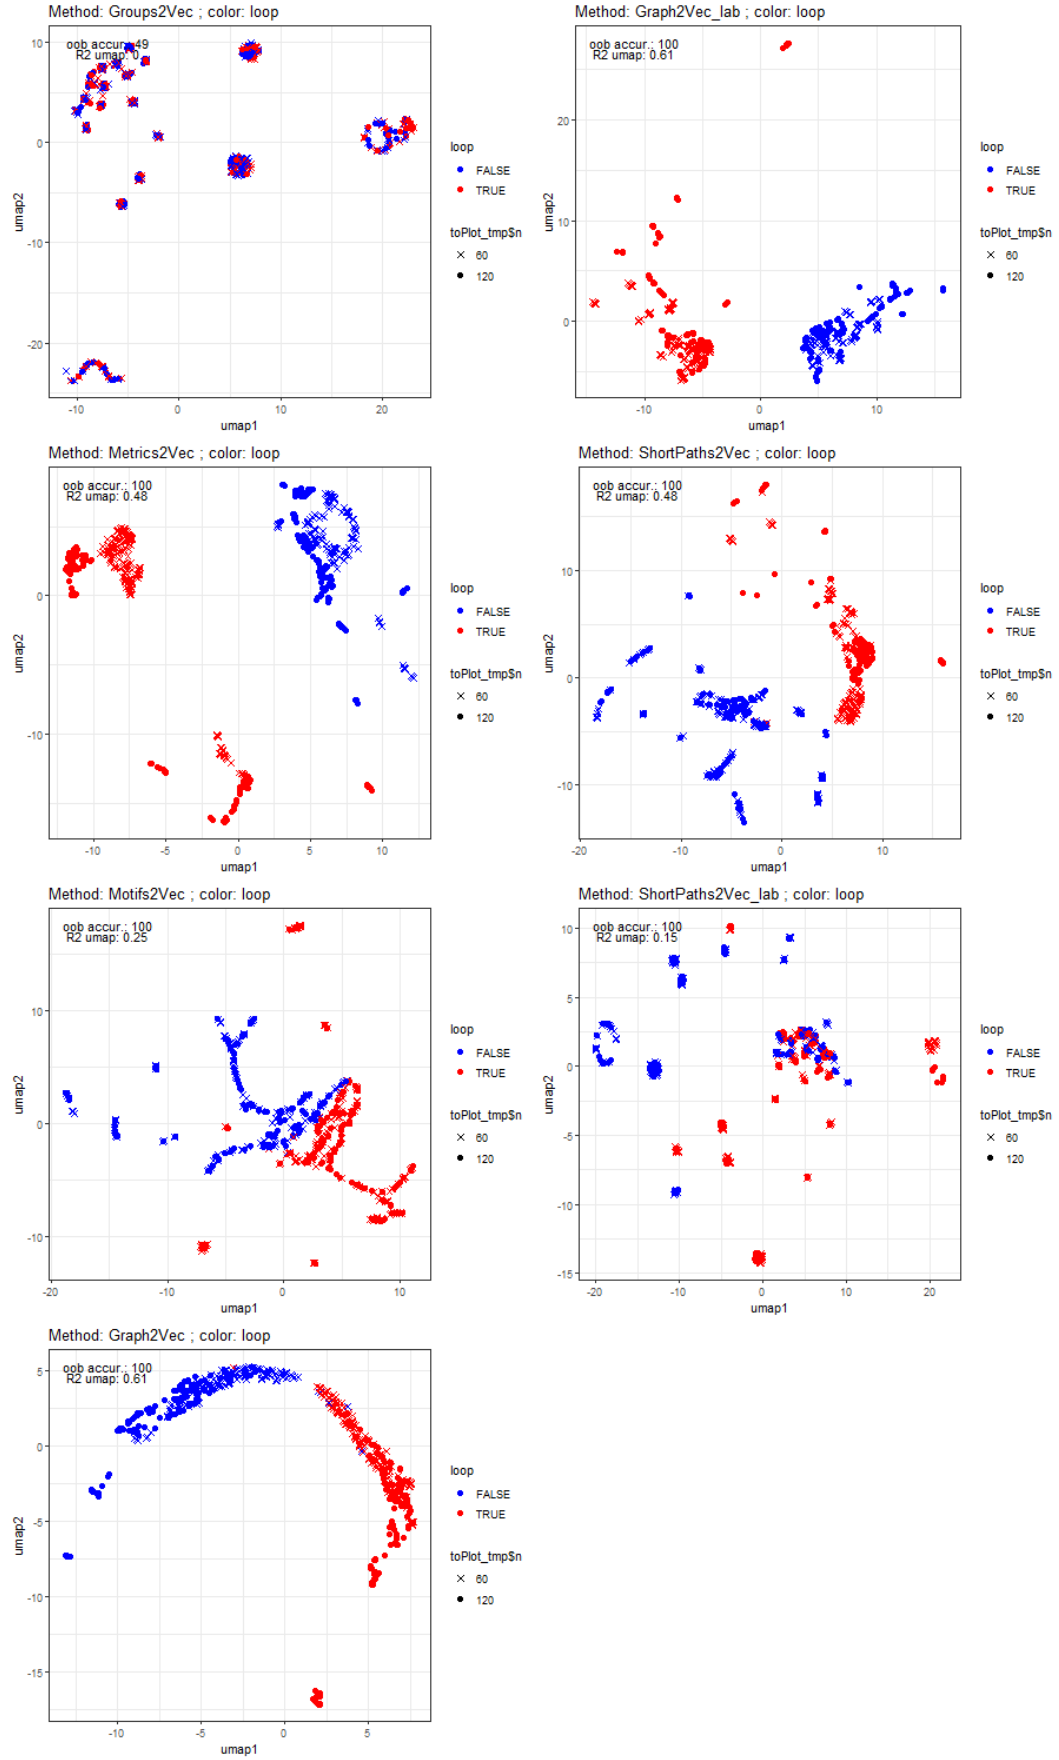 Method: Groups2Vec ; color: loop
oob accur.: 49
R2 umap: 0
10
0
-10
-20
-10
0
10
20
umap1
umap2
loop
FALSE
TRUE
toPlot_tmp$n
60
120
Method: Graph2Vec_lab ; color: loop
oob accur.: 100
R2 umap: 0.61
20
10
0
-10
0
10
umap1
umap2
loop
FALSE
TRUE
toPlot_tmp$n
60
120
Method: Metrics2Vec ; color: loop
oob accur.: 100
R2 umap: 0.48
0
-10
-10
-5
0
5
10
umap1
umap2
loop
FALSE
TRUE
toPlot_tmp$n
60
120
Method: ShortPaths2Vec ; color: loop
oob accur.: 100
R2 umap: 0.48
10
0
-10
-20
-10
0
10
umap1
umap2
loop
FALSE
TRUE
toPlot_tmp$n
60
120
Method: Motifs2Vec ; color: loop
oob accur.: 100
R2 umap: 0.25
10
0
-10
-20
-10
0
10
umap1
umap2
loop
FALSE
TRUE
toPlot_tmp$n
60
120
Method: ShortPaths2Vec_lab ; color: loop
oob accur.: 100
R2 umap: 0.15
10
5
0
-5
-10
-15
-20
-10
0
10
20
umap1
umap2
loop
FALSE
TRUE
toPlot_tmp$n
60
120
Method: Graph2Vec ; color: loop
oob accur.: 100
R2 umap: 0.61
5
0
-5
-10
-15
-10
-5
0
5
umap1
umap2
loop
FALSE
TRUE
toPlot_tmp$n
60
120